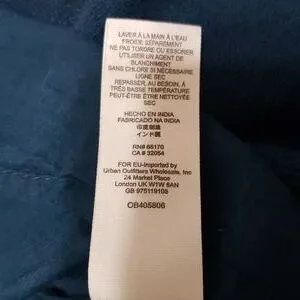 LAVER À LA MAIN À L'EAU
FROIDE SÉPARÉMENT
NE PAS TORDRE OU ESSORER
UTILISER UN AGENT DE
BLANCHIMENT
SANS CHLORE SI NÉCESSAIRE
LIGNE SEC
REPASSER, AU BESOIN, À
TRÈS BASSE TEMPÉRATURE
PEUT-ÊTRE ÊTRE NETTOYÉE
SEC
HECHO EN INDIA
FABRICADO NA INDIA
印度制造
インド製
RN# 66170
CA # 32054
FOR EU-Imported by
Urban Outfitters Wholesale, Inc
24 Market Place
London UK W1W 8AN
GB 975119105
OB405806